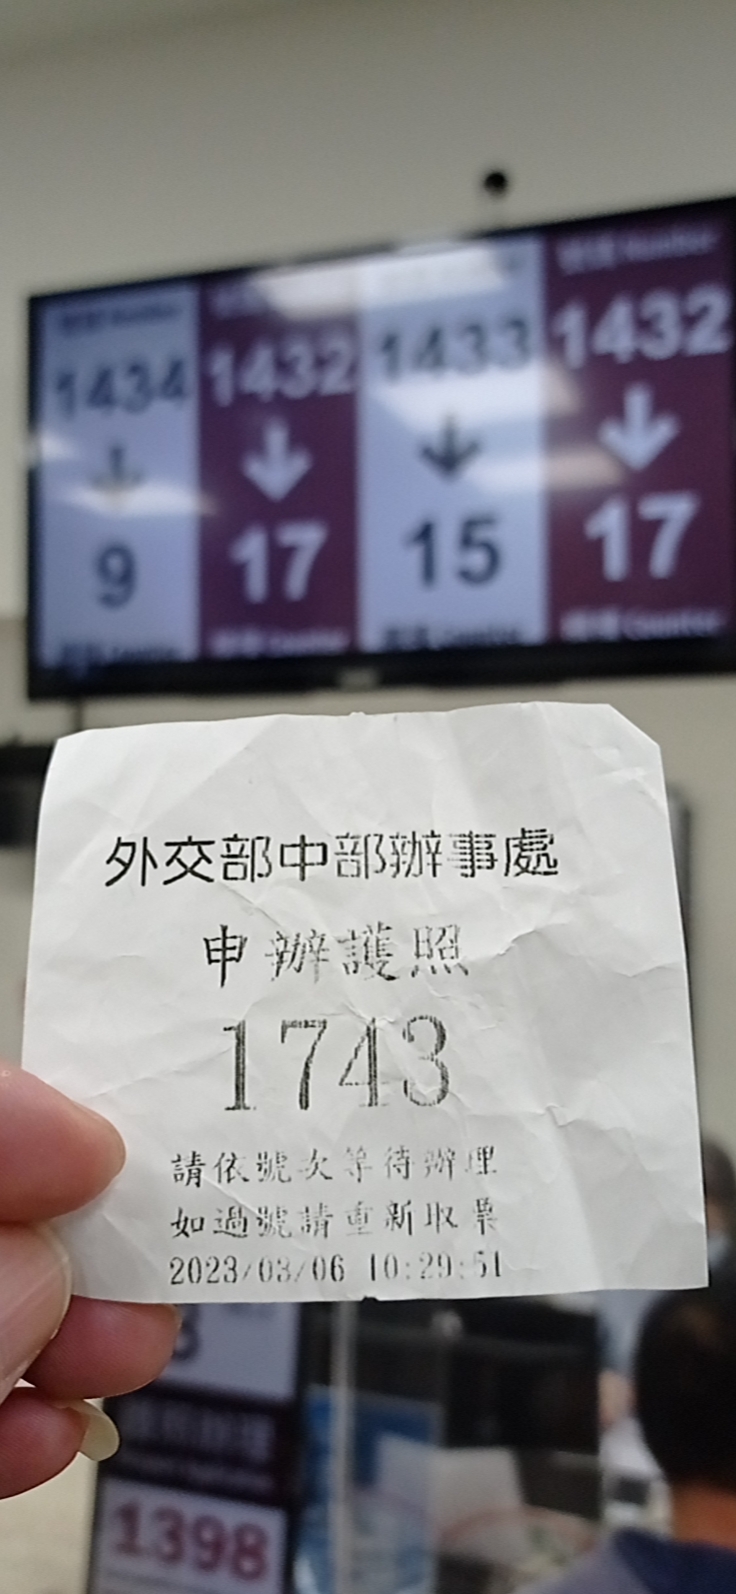 1434 1432 1433 1432
9 17 15 17
外交部中部辦事處
申辦護照
1743
請依號次等待辦理
如過號請重新取票
2023/03/06 10:29:51
1398